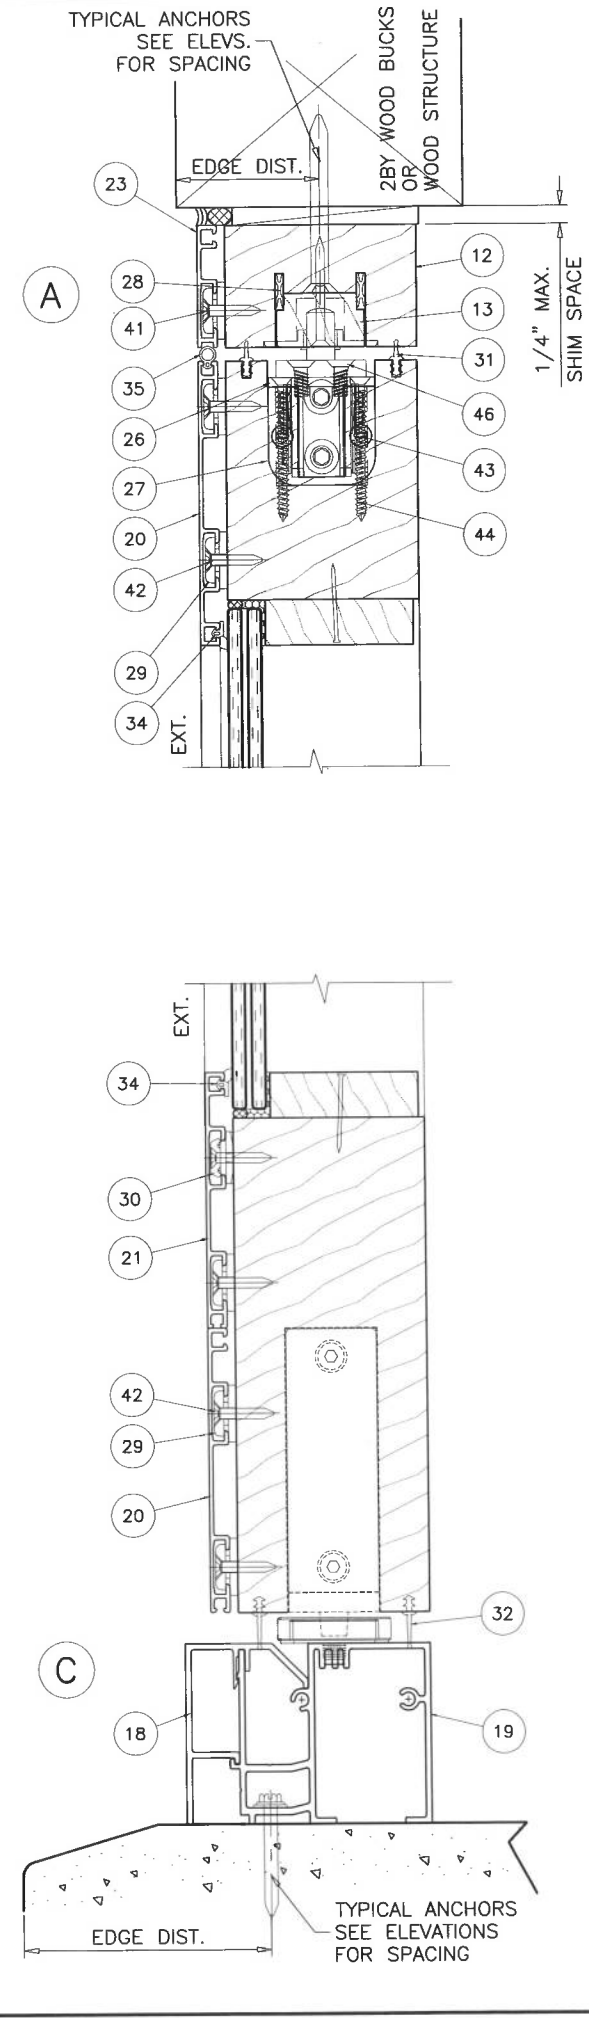 TYPICAL ANCHORS
SEE ELEVS.
FOR SPACING
2BY WOOD BUCKS
OR
WOOD STRUCTURE
EDGE DIST.
23
12
A
28
13
1/4" MAX.
SHIM SPACE
41
31
35
46
26
43
27
20
44
42
29
34
EXT.
EXT.
34
30
21
42
29
20
32
C
18
19
TYPICAL ANCHORS
SEE ELEVATIONS
FOR SPACING
EDGE DIST.